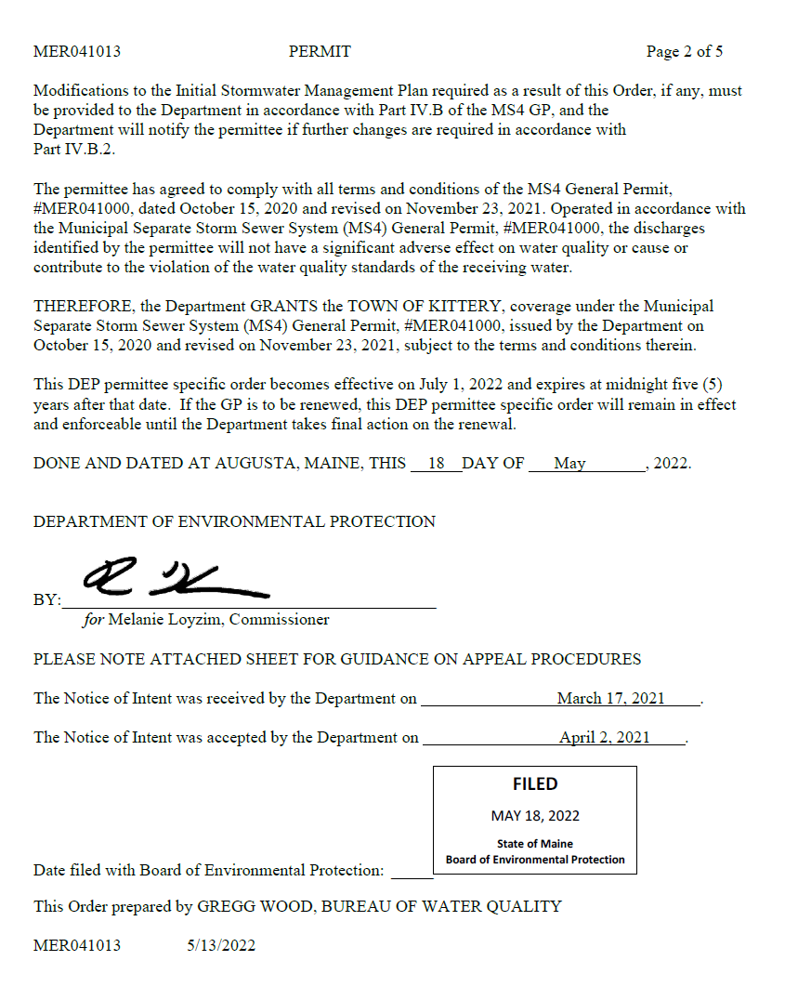 MER041013 PERMIT Page 2 of 5
Modifications to the Initial Stormwater Management Plan required as a result of this Order, if any, must
be provided to the Department in accordance with Part IV.B of the MS4 GP, and the
Department will notify the permittee if further changes are required in accordance with
Part IV.B.2.
The permittee has agreed to comply with all terms and conditions of the MS4 General Permit,
#MER041000, dated October 15, 2020 and revised on November 23, 2021. Operated in accordance with
the Municipal Separate Storm Sewer System (MS4) General Permit, #MER041000, the discharges
identified by the permittee will not have a significant adverse effect on water quality or cause or
contribute to the violation of the water quality standards of the receiving water.
THEREFORE, the Department GRANTS the TOWN OF KITTERY, coverage under the Municipal
Separate Storm Sewer System (MS4) General Permit, #MER041000, issued by the Department on
October 15, 2020 and revised on November 23, 2021, subject to the terms and conditions therein.
This DEP permittee specific order becomes effective on July 1, 2022 and expires at midnight five (5)
years after that date. If the GP is to be renewed, this DEP permittee specific order will remain in effect
and enforceable until the Department takes final action on the renewal.
DONE AND DATED AT AUGUSTA, MAINE, THIS 18 DAY OF May, 2022.
DEPARTMENT OF ENVIRONMENTAL PROTECTION
BY:
for Melanie Loyzim, Commissioner
PLEASE NOTE ATTACHED SHEET FOR GUIDANCE ON APPEAL PROCEDURES
The Notice of Intent was received by the Department on March 17, 2021.
The Notice of Intent was accepted by the Department on April 2, 2021.
FILED
MAY 18, 2022
State of Maine
Board of Environmental Protection
Date filed with Board of Environmental Protection:
This Order prepared by GREGG WOOD, BUREAU OF WATER QUALITY
MER041013 5/13/2022